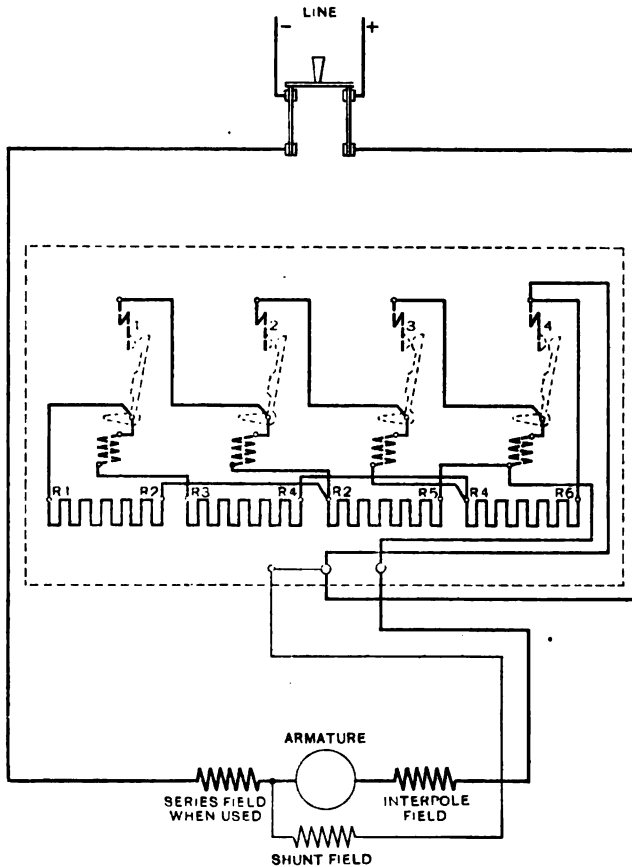 LINE
- +
1 2 3 4
R1 R2 R3 R4 R2 R5 R4 R6
ARMATURE
SERIES FIELD
WHEN USED
INTERPOLE
FIELD
SHUNT FIELD